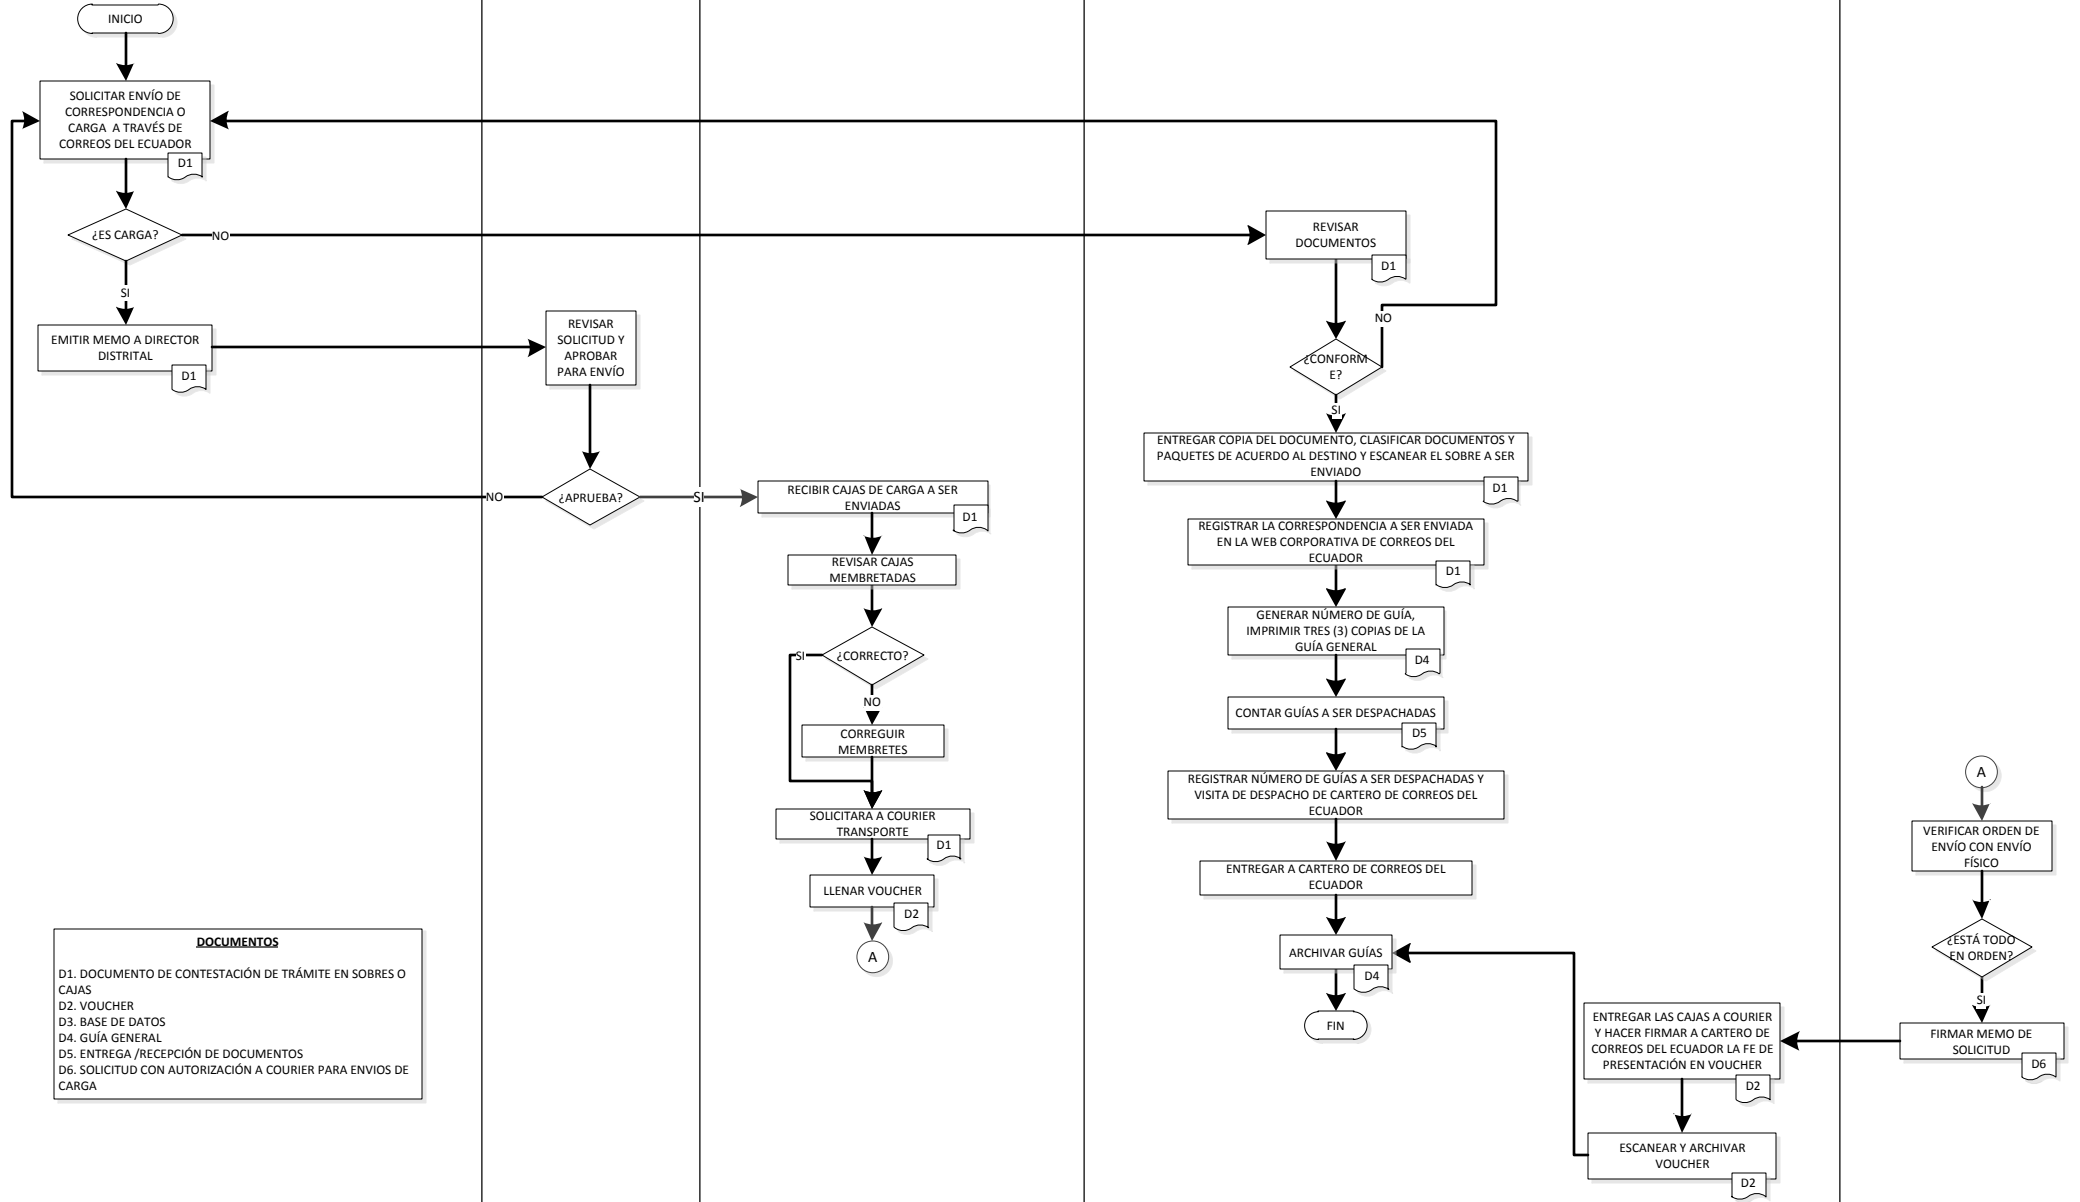 INICIO
SOLICITAR ENVÍO DE
CORRESPONDENCIA O
CARGA A TRAVÉS DE
CORREOS DEL ECUADOR
D1
¿ES CARGA?
NO
SI
EMITIR MEMO A DIRECTOR
DISTRITAL
D1
REVISAR
SOLICITUD Y
APROBAR
PARA ENVÍO
¿APRUEBA?
NO
SI
RECIBIR CAJAS DE CARGA A SER
ENVIADAS
D1
REVISAR CAJAS
MEMBRETADAS
¿CORRECTO?
SI
NO
CORREGUIR
MEMBRETES
SOLICITARA A COURIER
TRANSPORTE
D1
LLENAR VOUCHER
D2
A
REVISAR
DOCUMENTOS
D1
¿CONFORM
E?
NO
SI
ENTREGAR COPIA DEL DOCUMENTO, CLASIFICAR DOCUMENTOS Y
PAQUETES DE ACUERDO AL DESTINO Y ESCANEAR EL SOBRE A SER
ENVIADO
D1
REGISTRAR LA CORRESPONDENCIA A SER ENVIADA
EN LA WEB CORPORATIVA DE CORREOS DEL
ECUADOR
D1
GENERAR NÚMERO DE GUÍA,
IMPRIMIR TRES (3) COPIAS DE LA
GUÍA GENERAL
D4
CONTAR GUÍAS A SER DESPACHADAS
D5
REGISTRAR NÚMERO DE GUÍAS A SER DESPACHADAS Y
VISITA DE DESPACHO DE CARTERO DE CORREOS DEL
ECUADOR
ENTREGAR A CARTERO DE CORREOS DEL
ECUADOR
ARCHIVAR GUÍAS
D4
FIN
A
VERIFICAR ORDEN DE
ENVÍO CON ENVÍO
FÍSICO
¿ESTÁ TODO
EN ORDEN?
SI
FIRMAR MEMO DE
SOLICITUD
D6
ENTREGAR LAS CAJAS A COURIER
Y HACER FIRMAR A CARTERO DE
CORREOS DEL ECUADOR LA FE DE
PRESENTACIÓN EN VOUCHER
D2
ESCANEAR Y ARCHIVAR
VOUCHER
D2
DOCUMENTOS
D1. DOCUMENTO DE CONTESTACIÓN DE TRÁMITE EN SOBRES O
CAJAS
D2. VOUCHER
D3. BASE DE DATOS
D4. GUÍA GENERAL
D5. ENTREGA /RECEPCIÓN DE DOCUMENTOS
D6. SOLICITUD CON AUTORIZACIÓN A COURIER PARA ENVIOS DE
CARGA